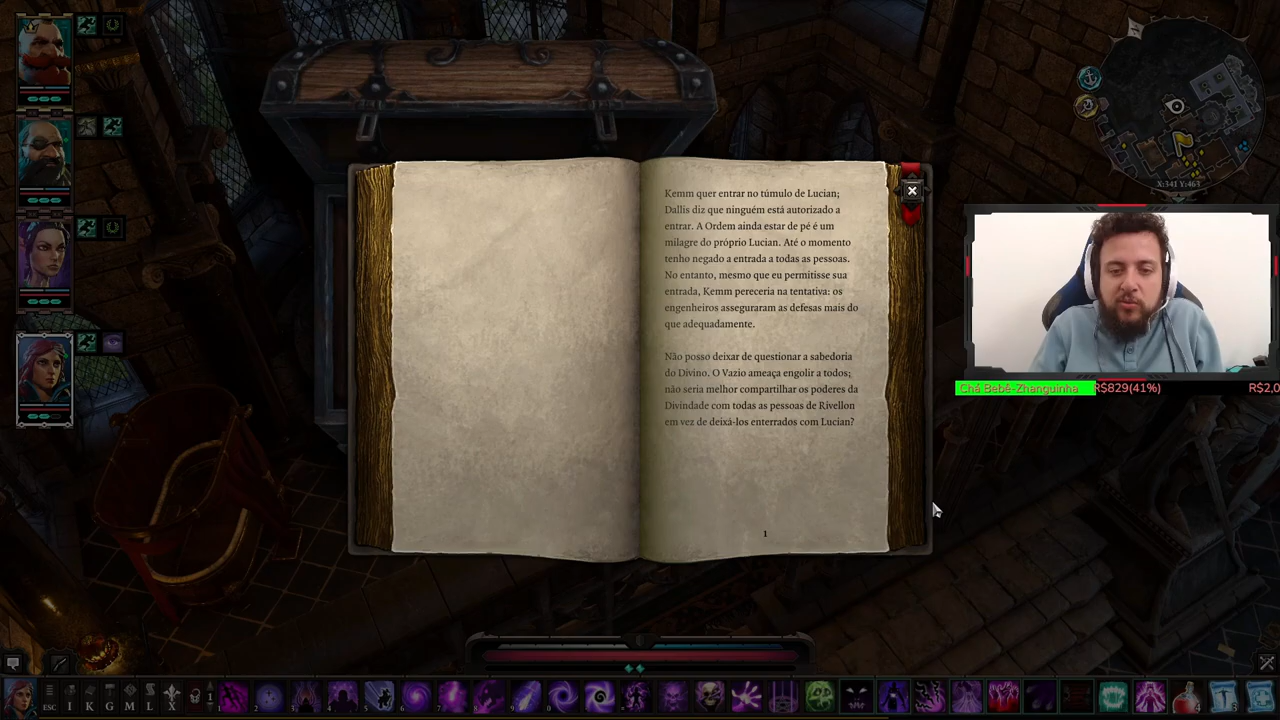 Kemm quer entrar no túmulo de Lucian;
Dallis diz que ninguém está autorizado a
entrar. A Ordem ainda estar de pé é um
milagre do próprio Lucian. Até o momento
tenho negado a entrada a todas as pessoas.
No entanto, mesmo que eu permitisse sua
entrada, Kemm pereceria na tentativa: os
engenheiros asseguraram as defesas mais do
que adequadamente.
Não posso deixar de questionar a sabedoria
do Divino. O Vazio ameaça engolir a todos;
não seria melhor compartilhar os poderes da
Divindade com todas as pessoas de Rivellon
em vez de deixá-los enterrados com Lucian?
1
X:341 Y:463
Chá Bebê-Zhanguinha R$829(41%) R$2,0
ESC I K G M L X